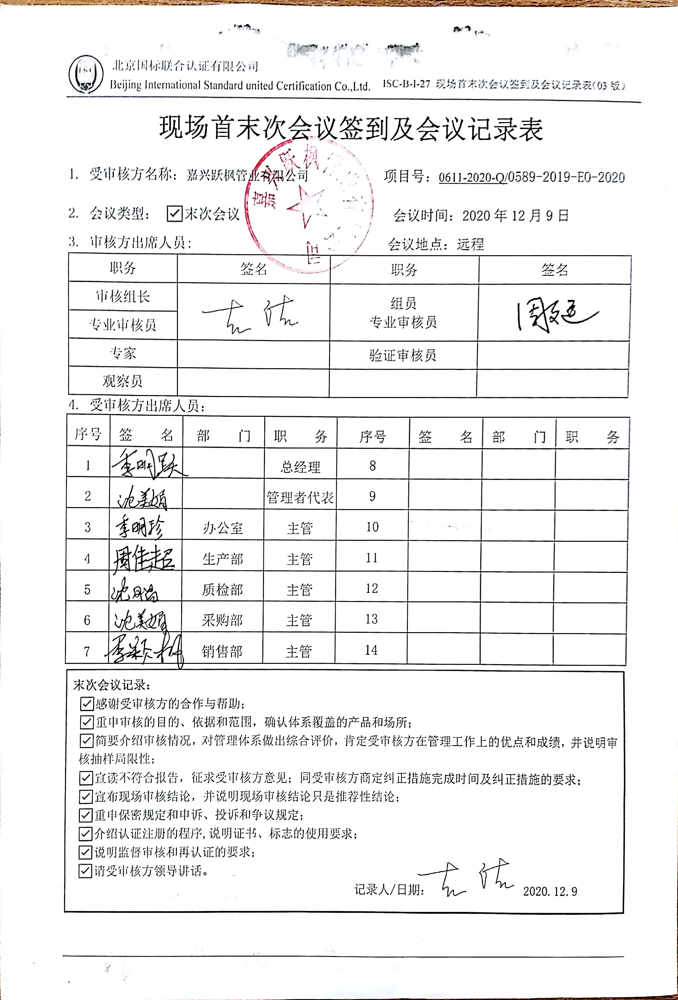 ISC
北京国标联合认证有限公司
Beijing International Standard united Certification Co.,Ltd. ISC-B-I-27 现场首末次会议签到及会议记录表(03 版)
现场首末次会议签到及会议记录表
1. 受审核方名称：嘉兴跃枫管业有限公司 项目号：0611-2020-Q/0589-2019-EO-2020
嘉兴跃枫管业有限公司
2. 会议类型： ☑末次会议 会议时间：2020 年 12 月 9 日
3. 审核方出席人员： 会议地点：远程
职务 签名 职务 签名
审核组长 组员
专业审核员 专业审核员
专家 验证审核员
观察员
4. 受审核方出席人员：
序号 签 名 部 门 职 务 序号 签 名 部 门 职 务
1 季明跃 总经理 8
2 沈美娟 管理者代表 9
3 季明珍 办公室 主管 10
4 周佳超 生产部 主管 11
5 质检部 主管 12
6 沈美娟 采购部 主管 13
7 季颖枫 销售部 主管 14
末次会议记录：
☑感谢受审核方的合作与帮助；
☑重申审核的目的、依据和范围，确认体系覆盖的产品和场所；
☑简要介绍审核情况，对管理体系做出综合评价，肯定受审核方在管理工作上的优点和成绩，并说明审
核抽样局限性；
☑宣读不符合报告，征求受审核方意见；同受审核方商定纠正措施完成时间及纠正措施的要求；
☑宣布现场审核结论，并说明现场审核结论只是推荐性结论；
☑重申保密规定和申诉、投诉和争议规定；
☑介绍认证注册的程序,说明证书、标志的使用要求；
☑说明监督审核和再认证的要求；
☑请受审核方领导讲话。
记录人/日期： 2020.12.9